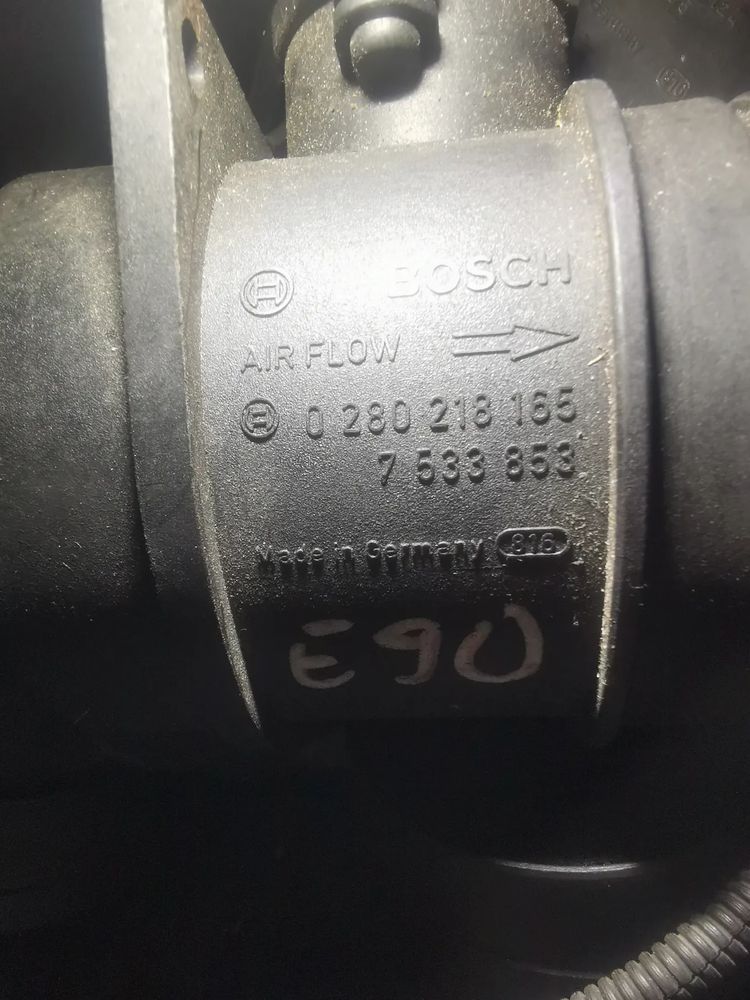 BOSCH
AIR FLOW
0 280 218 165
7 533 853
Made in Germany 816
E90